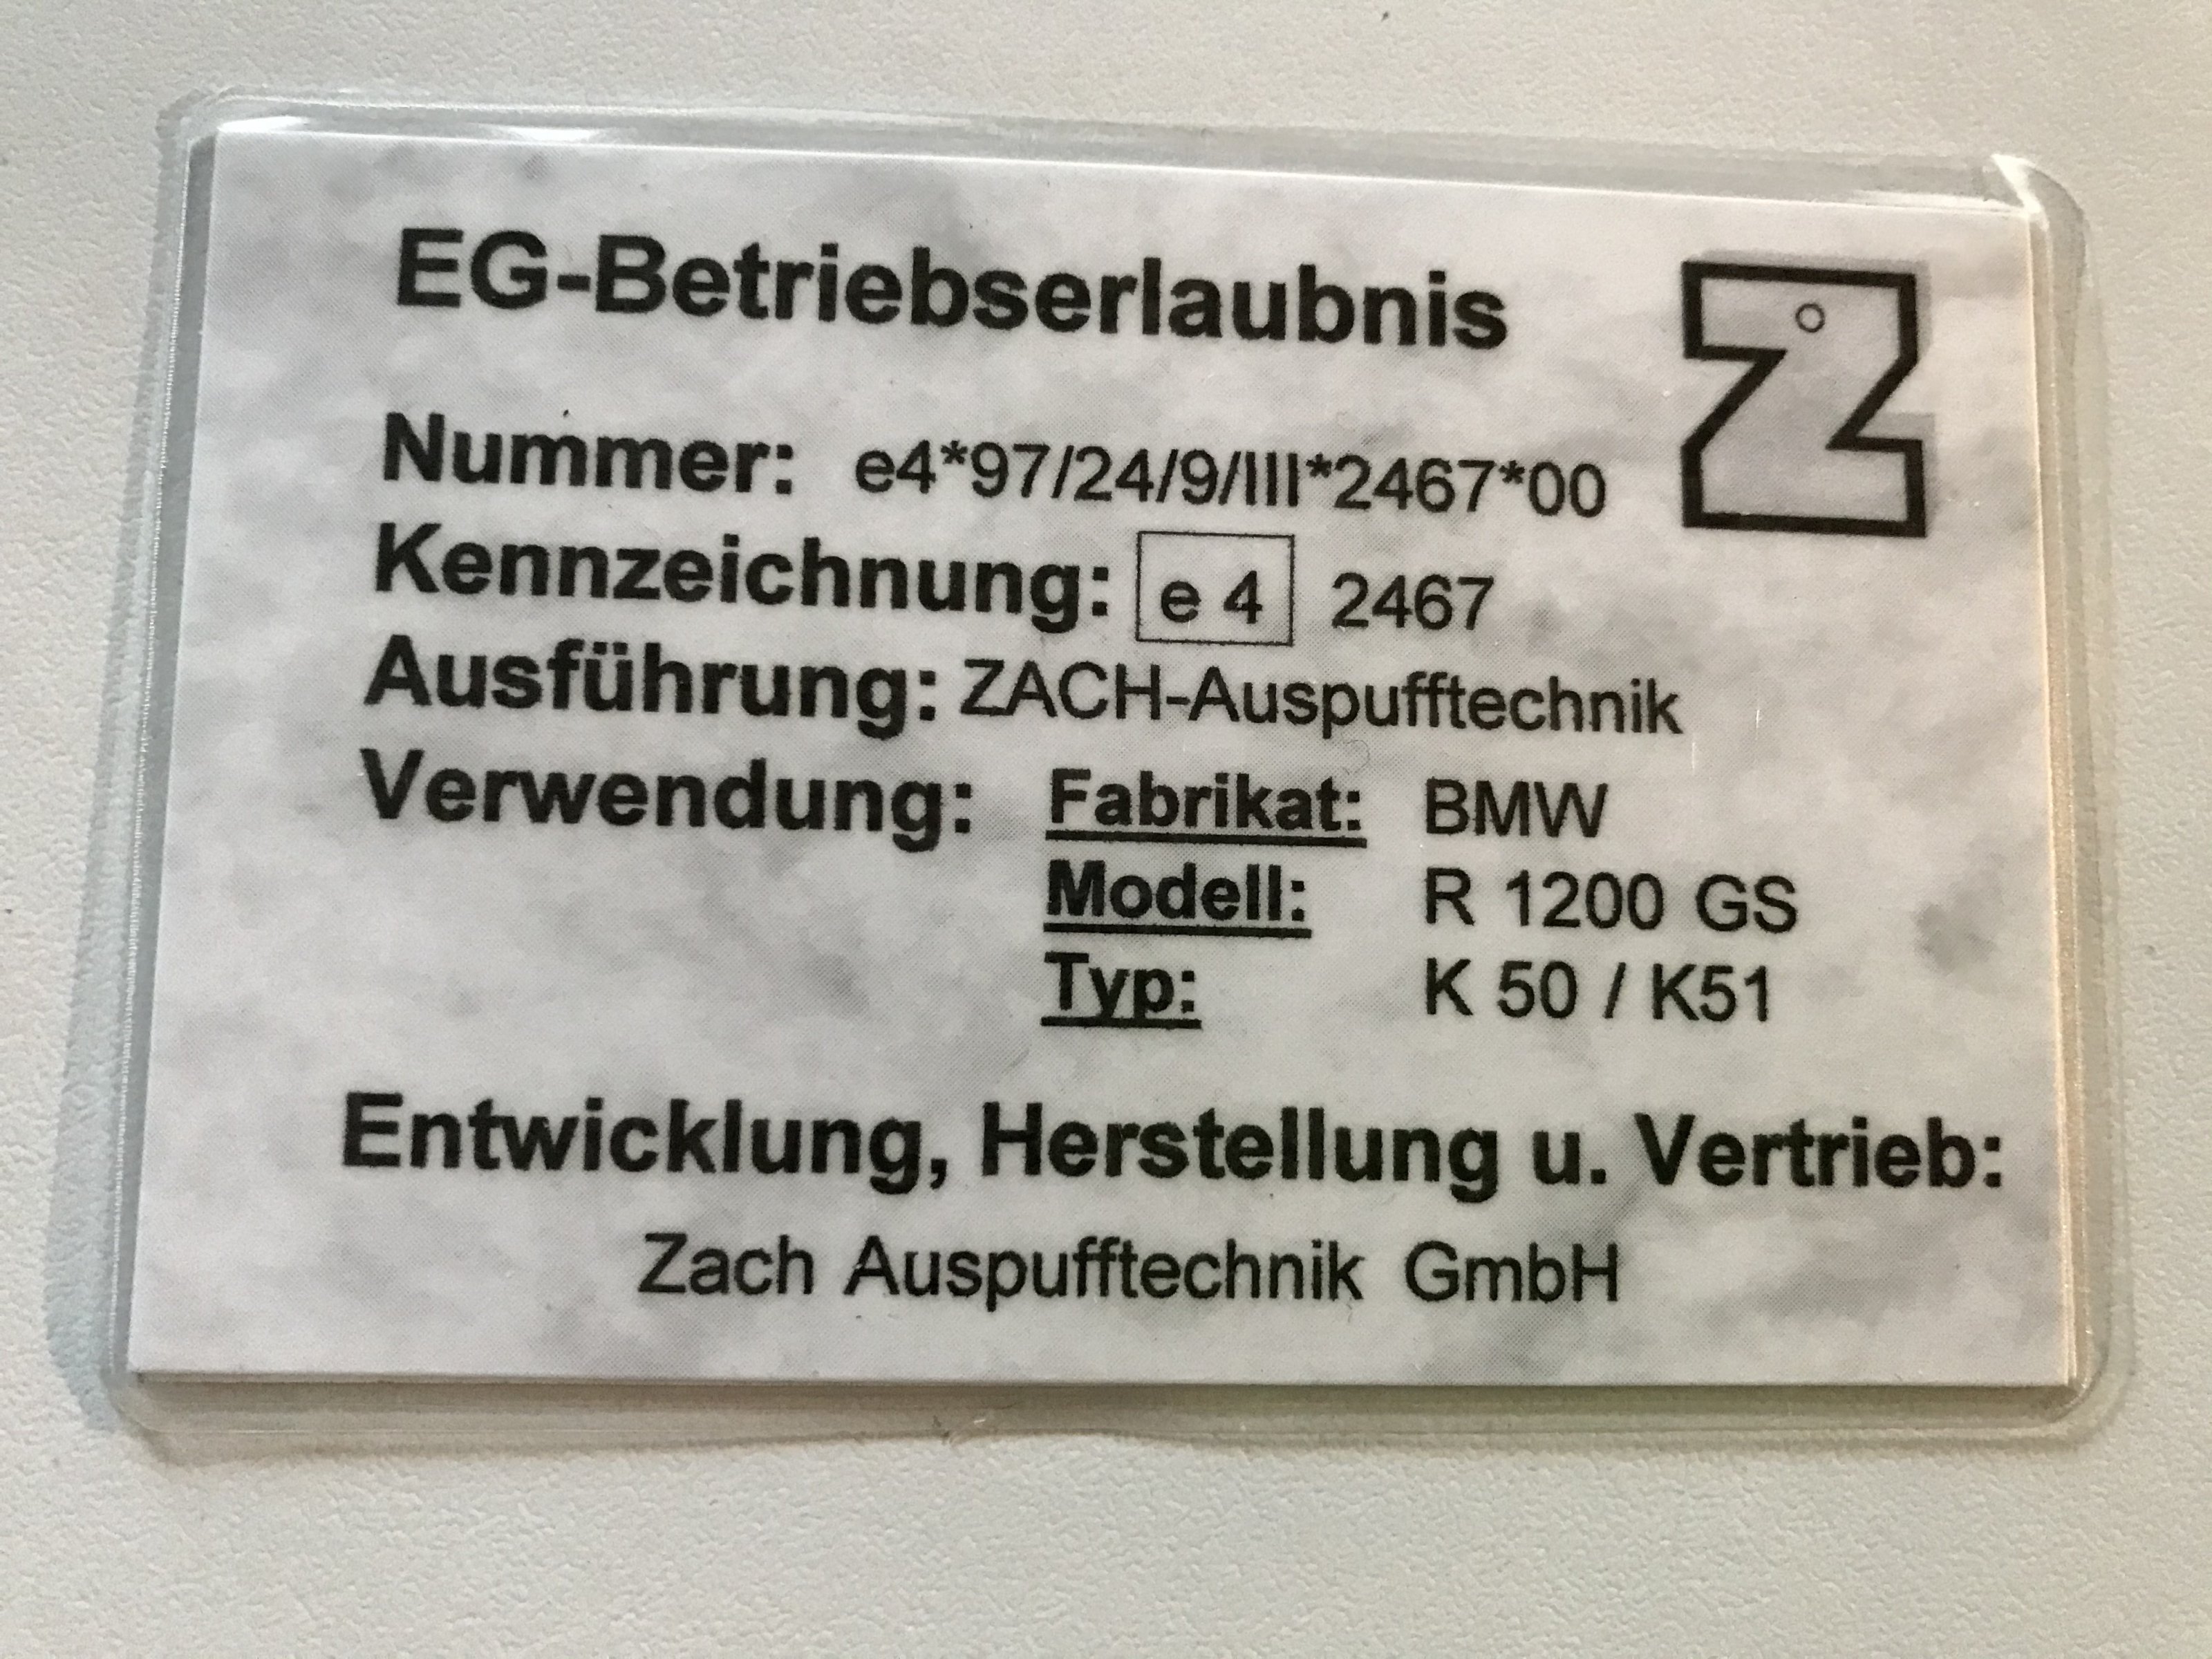 EG-Betriebserlaubnis
Z
Nummer: e4*97/24/9/III*2467*00
Kennzeichnung: e 4 2467
Ausführung: ZACH-Auspufftechnik
Verwendung: Fabrikat: BMW
Modell: R 1200 GS
Typ: K 50 / K51
Entwicklung, Herstellung u. Vertrieb:
Zach Auspufftechnik GmbH